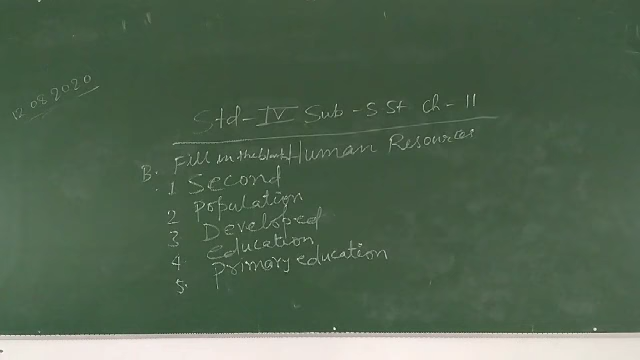 12.08.2020
Std-IV Sub-SSt Ch-11
Human Resources
B. Fill in the blank
1 Second
2 Population
3 Developed
4. education
5. Primary education